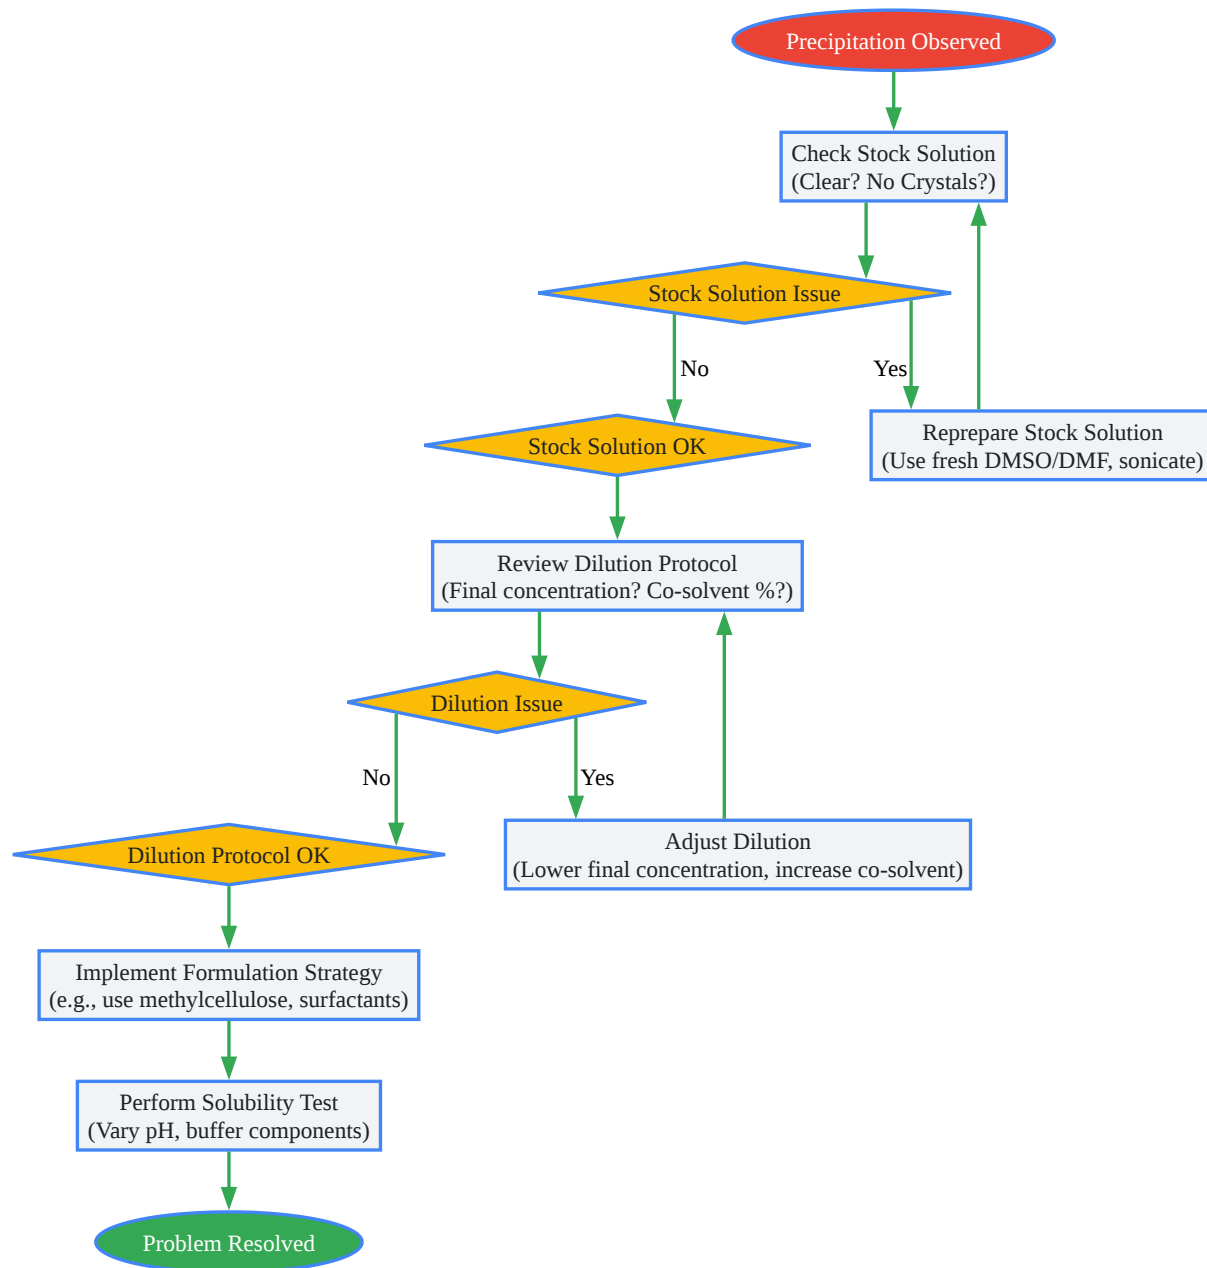 Precipitation Observed
Check Stock Solution
(Clear? No Crystals?)
Stock Solution Issue
No
Yes
Stock Solution OK
Reprepare Stock Solution
(Use fresh DMSO/DMF, sonicate)
Review Dilution Protocol
(Final concentration? Co-solvent %?)
Dilution Issue
No
Yes
Dilution Protocol OK
Adjust Dilution
(Lower final concentration, increase co-solvent)
Implement Formulation Strategy
(e.g., use methylcellulose, surfactants)
Perform Solubility Test
(Vary pH, buffer components)
Problem Resolved